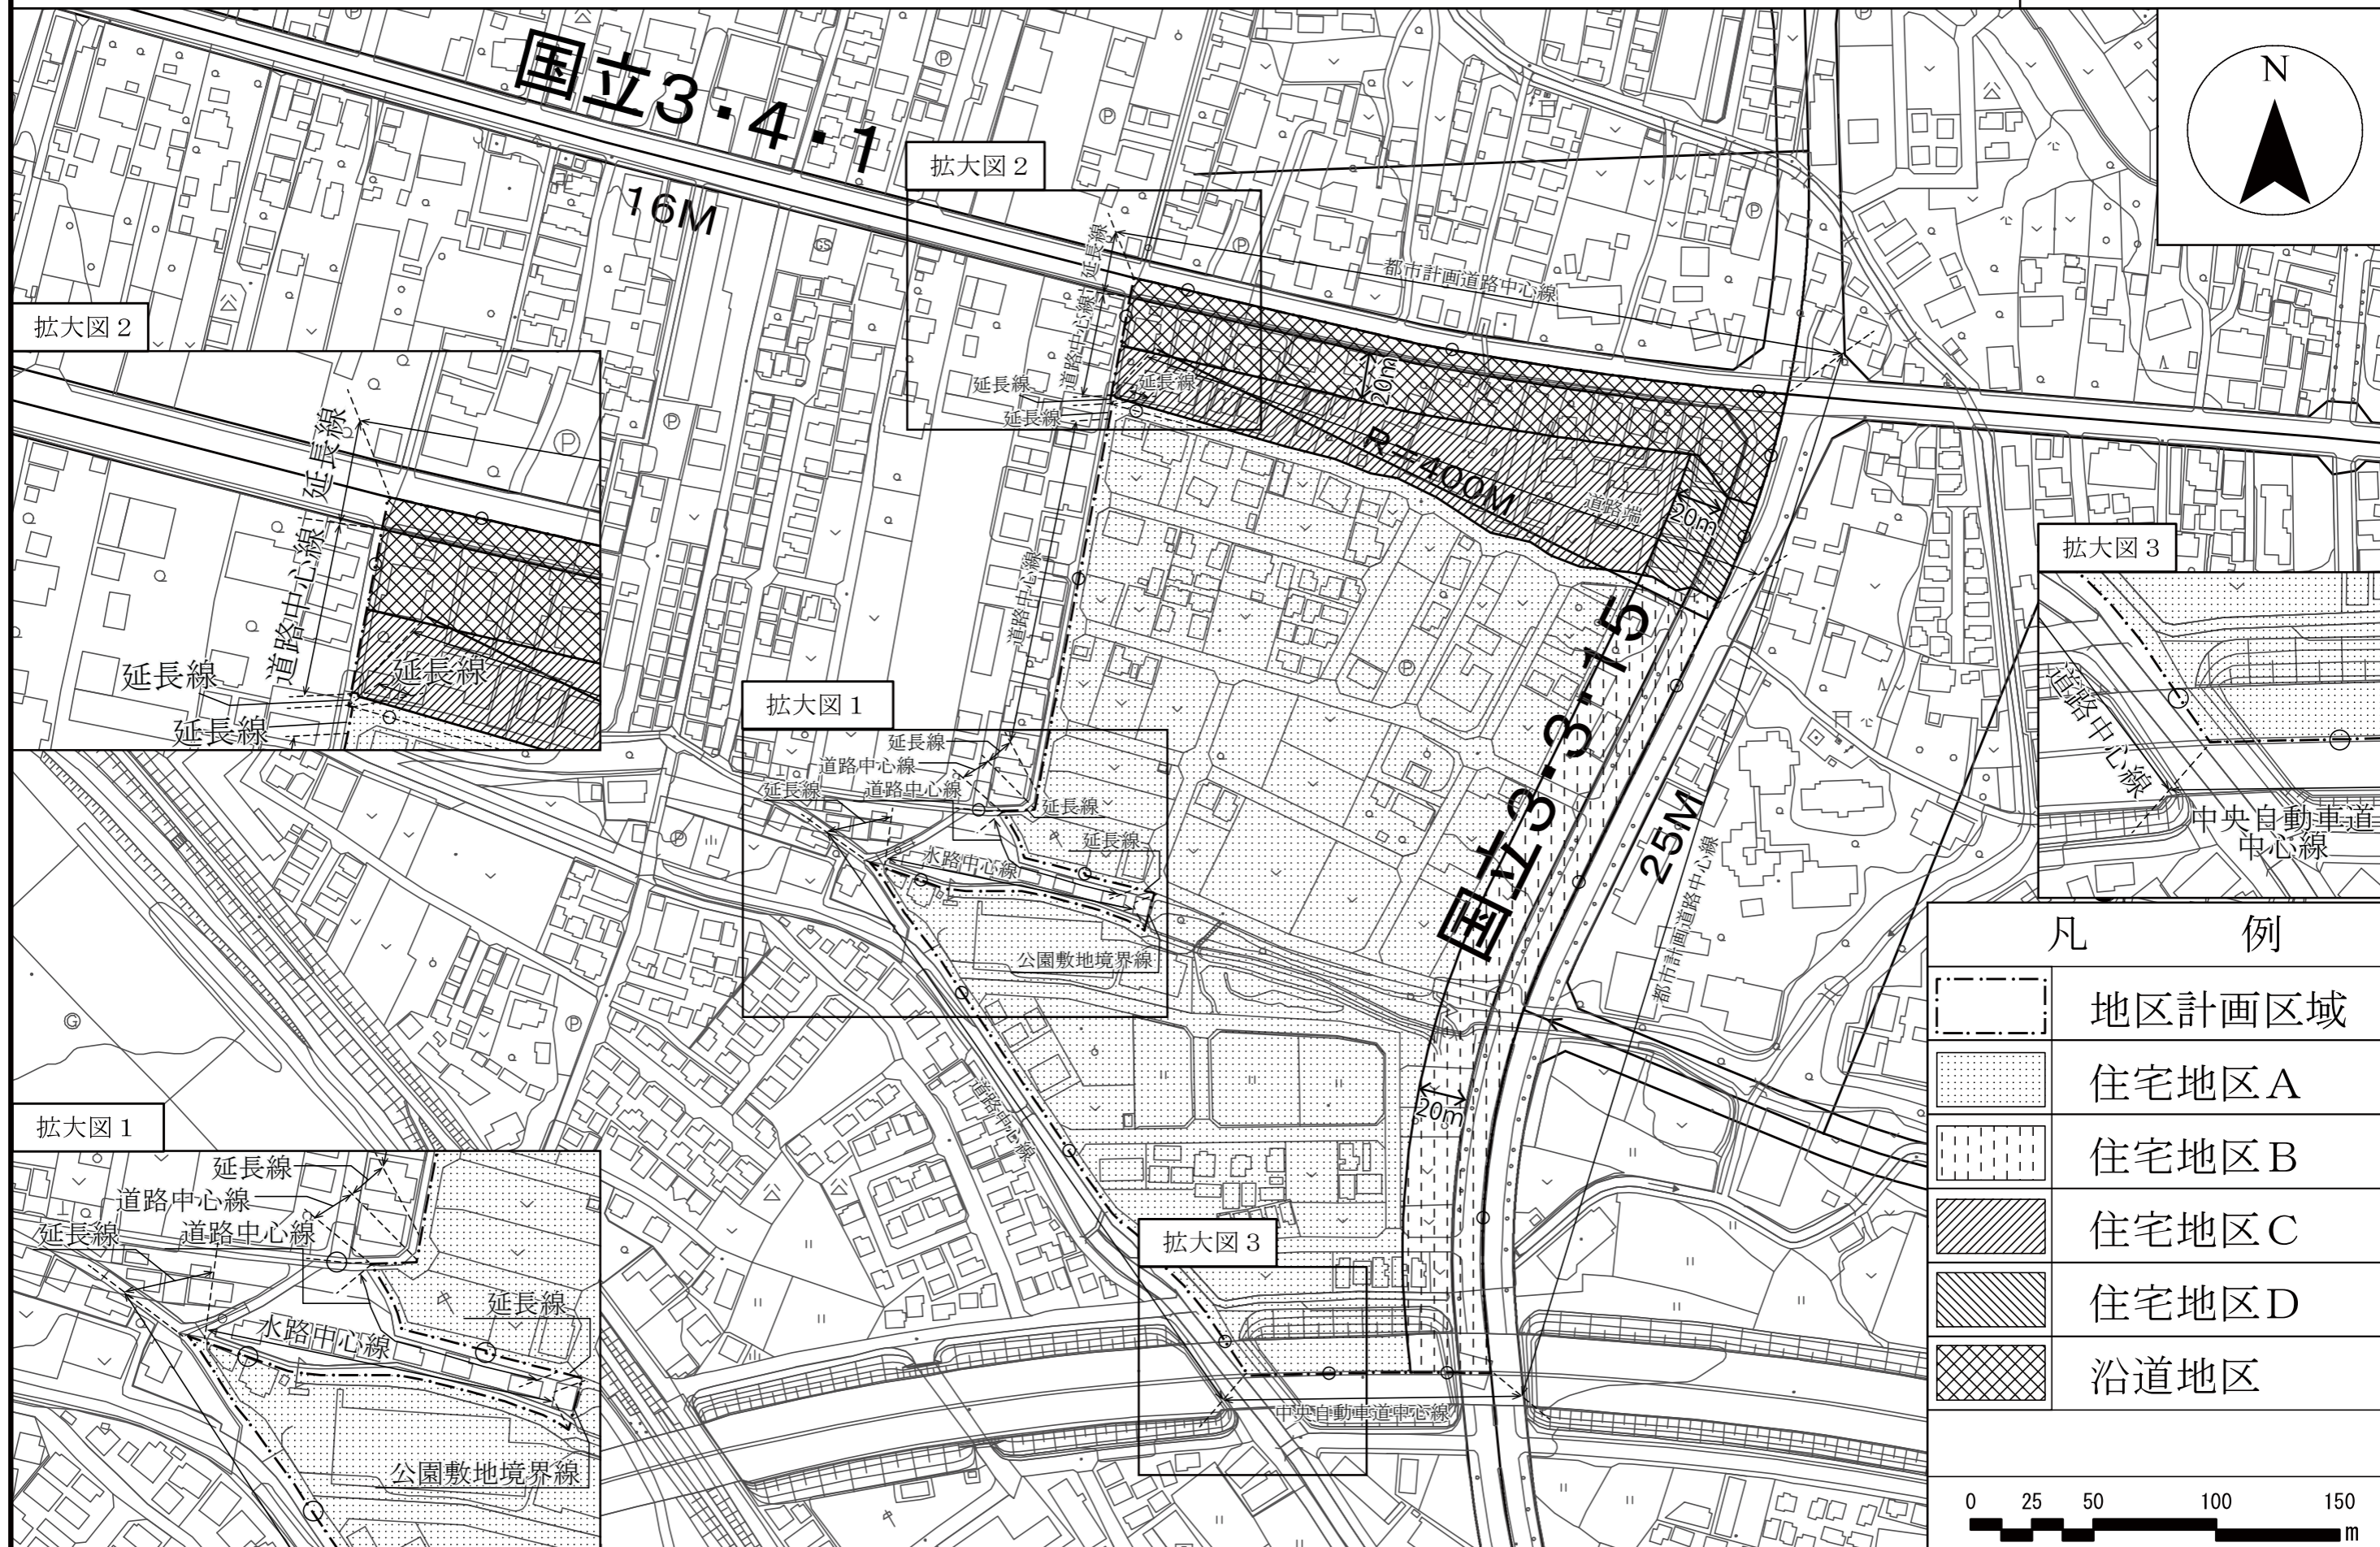 国立3・4・1
16M
拡大図２
N
延長線
都市計画道路中心線
道路中心線
延長線
延長線
延長線
20m
R=400M
道路端
20m
GS
拡大図２
延長線
道路中心線
延長線
延長線
延長線
拡大図３
道路中心線
中央自動車道
中心線
道路中心線
国立3・3・15
25M
都市計画道路中心線
拡大図１
延長線
道路中心線
延長線
道路中心線
延長線
延長線
水路中心線
公園敷地境界線
20m
道路中心線
拡大図１
延長線
道路中心線
延長線
道路中心線
延長線
水路中心線
公園敷地境界線
拡大図３
中央自動車道中心線
凡 例
地区計画区域
住宅地区Ａ
住宅地区Ｂ
住宅地区Ｃ
住宅地区Ｄ
沿道地区
0 25 50 100 150
m